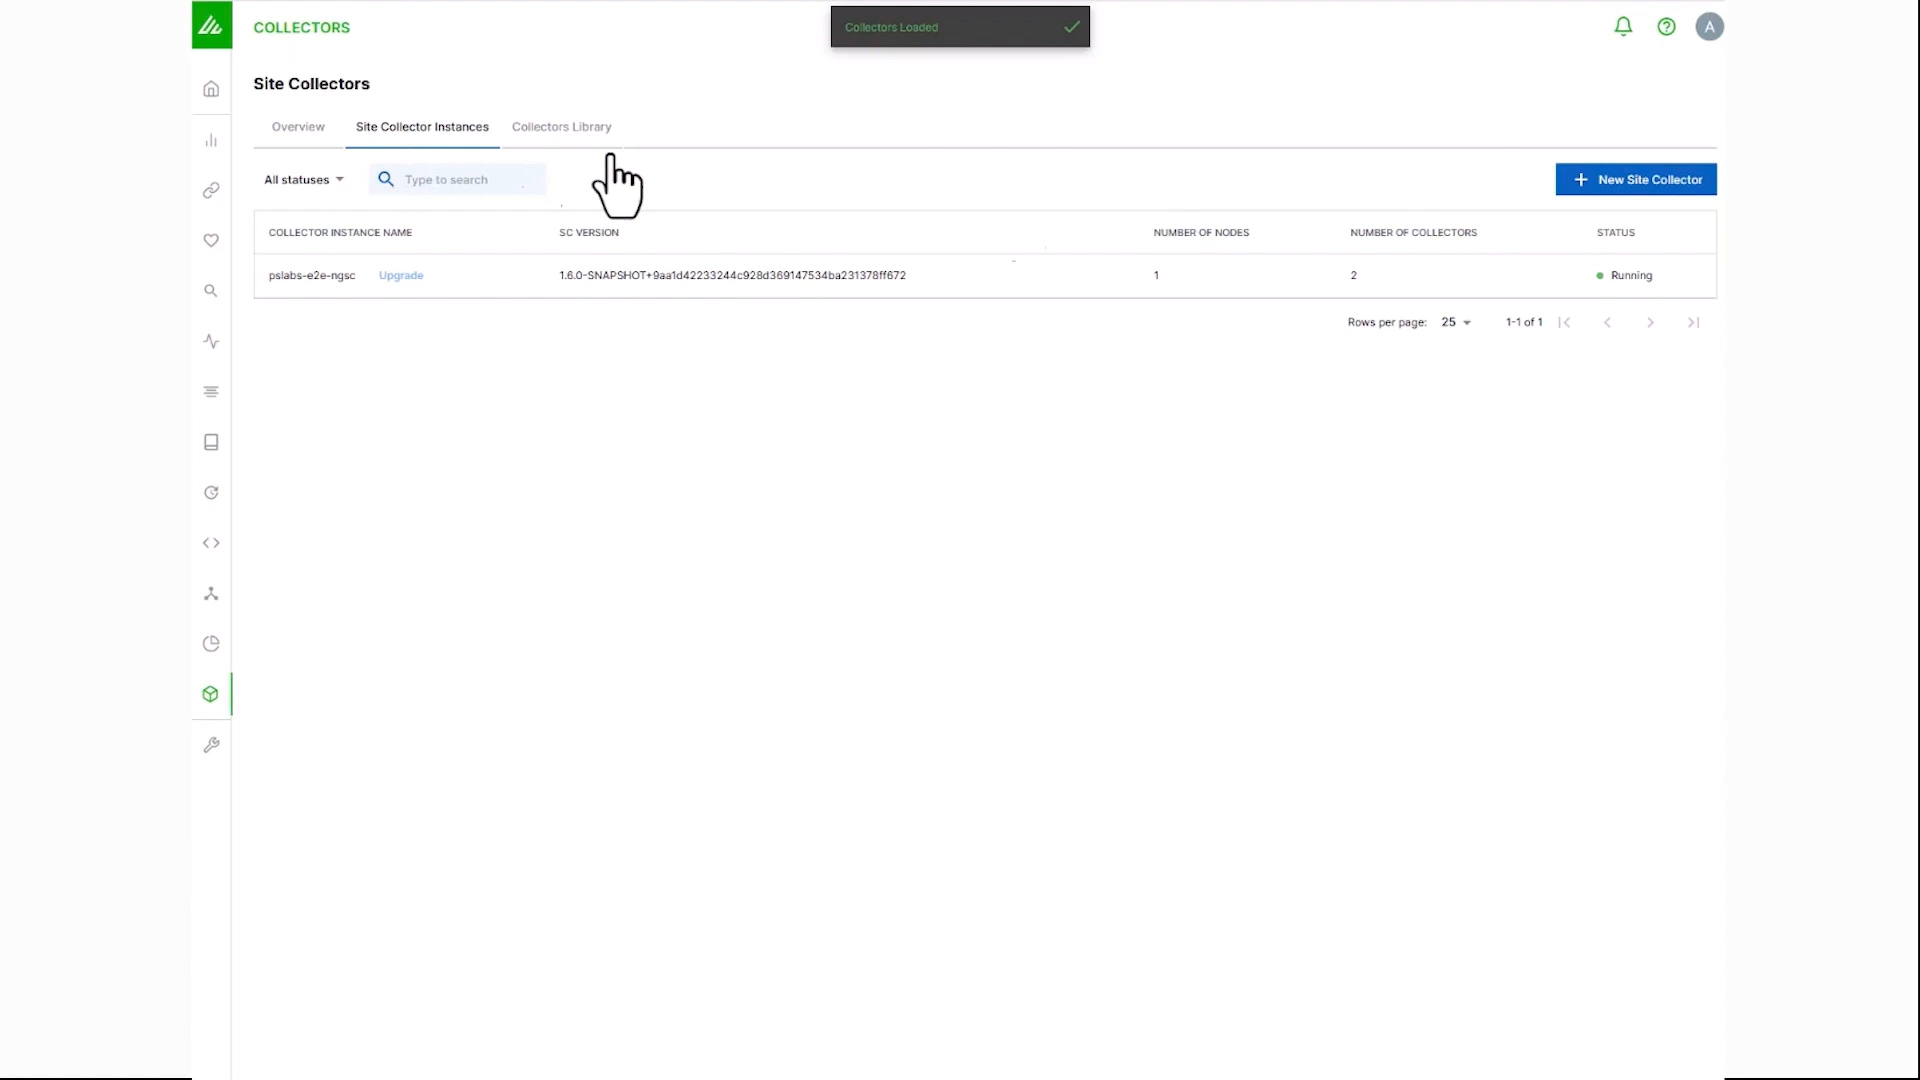 COLLECTORS
Collectors Loaded
A
Site Collectors
Overview
Site Collector Instances
Collectors Library
All statuses
Type to search
New Site Collector
COLLECTOR INSTANCE NAME
SC VERSION
NUMBER OF NODES
NUMBER OF COLLECTORS
STATUS
pslabs-e2e-ngsc
Upgrade
1.6.0-SNAPSHOT+9aa1d42233244c928d369147534ba231378ff672
1
2
Running
Rows per page: 25
1-1 of 1